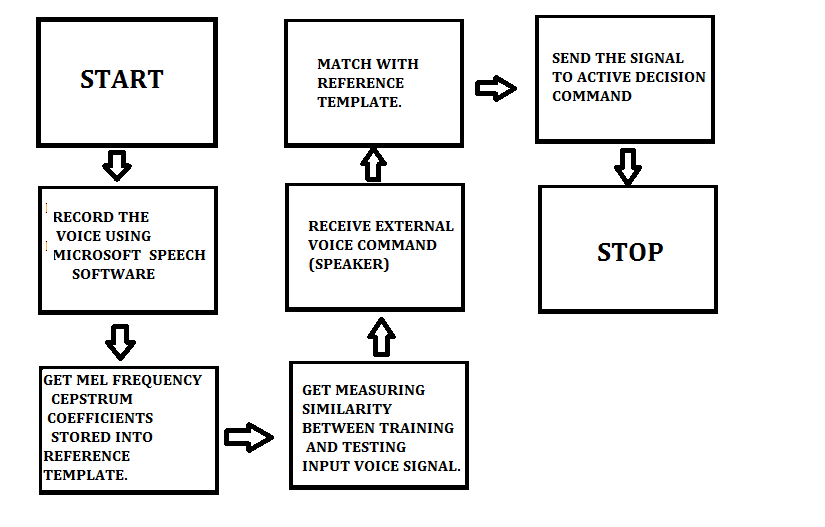 START
RECORD THE
VOICE USING
MICROSOFT SPEECH
SOFTWARE
GET MEL FREQUENCY
CEPSTRUM
COEFFICIENTS
STORED INTO
REFERENCE
TEMPLATE.
GET MEASURING
SIMILARITY
BETWEEN TRAINING
AND TESTING
INPUT VOICE SIGNAL.
RECEIVE EXTERNAL
VOICE COMMAND
(SPEAKER)
MATCH WITH
REFERENCE
TEMPLATE.
SEND THE SIGNAL
TO ACTIVE DECISION
COMMAND
STOP